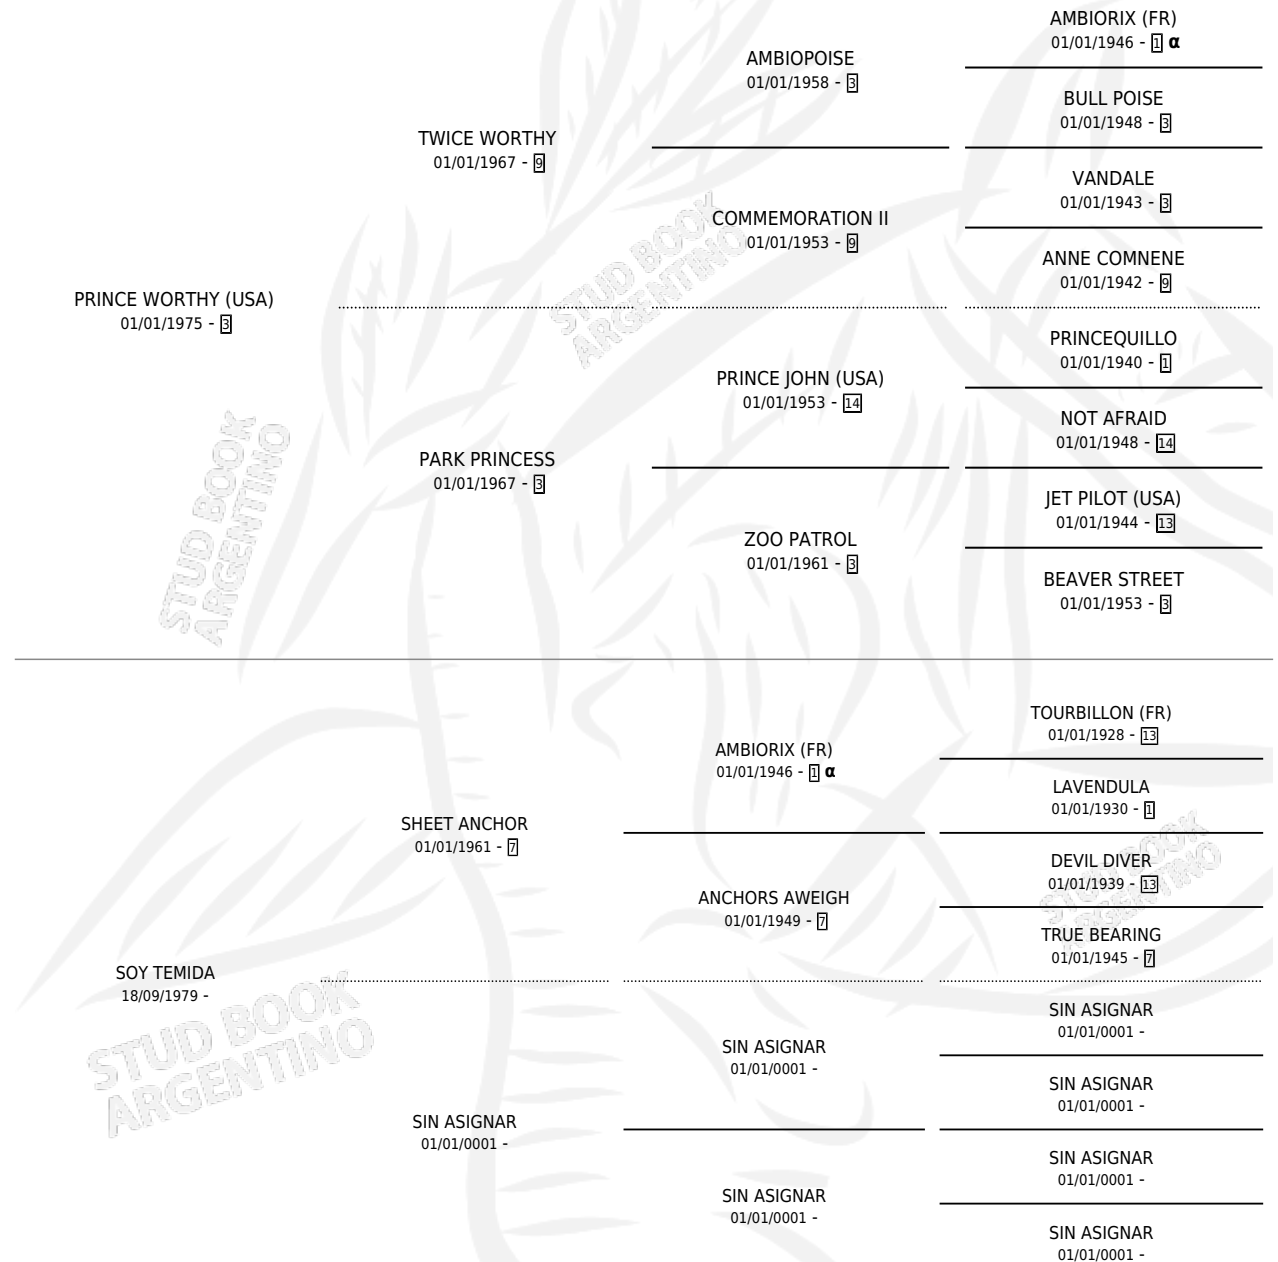 AMBIORIX (FR)
01/01/1946 - 1 α
AMBIOPOISE
01/01/1958 - 3
BULL POISE
01/01/1948 - 3
TWICE WORTHY
01/01/1967 - 9
VANDALE
01/01/1943 - 3
COMMEMORATION II
01/01/1953 - 9
ANNE COMNENE
01/01/1942 - 9
PRINCE WORTHY (USA)
01/01/1975 - 3
PRINCEQUILLO
01/01/1940 - 1
PRINCE JOHN (USA)
01/01/1953 - 14
NOT AFRAID
01/01/1948 - 14
PARK PRINCESS
01/01/1967 - 3
JET PILOT (USA)
01/01/1944 - 13
ZOO PATROL
01/01/1961 - 3
BEAVER STREET
01/01/1953 - 3
TOURBILLON (FR)
01/01/1928 - 13
AMBIORIX (FR)
01/01/1946 - 1 α
LAVENDULA
01/01/1930 - 1
SHEET ANCHOR
01/01/1961 - 7
DEVIL DIVER
01/01/1939 - 13
ANCHORS AWEIGH
01/01/1949 - 7
TRUE BEARING
01/01/1945 - 7
SOY TEMIDA
18/09/1979 -
SIN ASIGNAR
01/01/0001 -
SIN ASIGNAR
01/01/0001 -
SIN ASIGNAR
01/01/0001 -
SIN ASIGNAR
01/01/0001 -
SIN ASIGNAR
01/01/0001 -
SIN ASIGNAR
01/01/0001 -
SIN ASIGNAR
01/01/0001 -
STUD BOOK
ARGENTINO
STUD BOOK
ARGENTINO
STUD BOOK
ARGENTINO
STUD BOOK
ARGENTINO